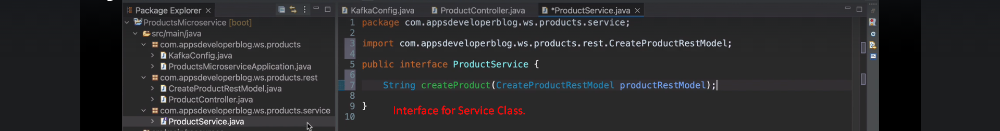 Package Explorer
ProductsMicroservice [boot]
src/main/java
com.appsdeveloperblog.ws.products
KafkaConfig.java
ProductsMicroserviceApplication.java
com.appsdeveloperblog.ws.products.rest
CreateProductRestModel.java
ProductController.java
com.appsdeveloperblog.ws.products.service
ProductService.java
KafkaConfig.java ProductController.java *ProductService.java
1 package com.appsdeveloperblog.ws.products.service;
2
3 import com.appsdeveloperblog.ws.products.rest.CreateProductRestModel;
4
5 public interface ProductService {
6
7 String createProduct(CreateProductRestModel productRestModel);
8
9 }
10
Interface for Service Class.